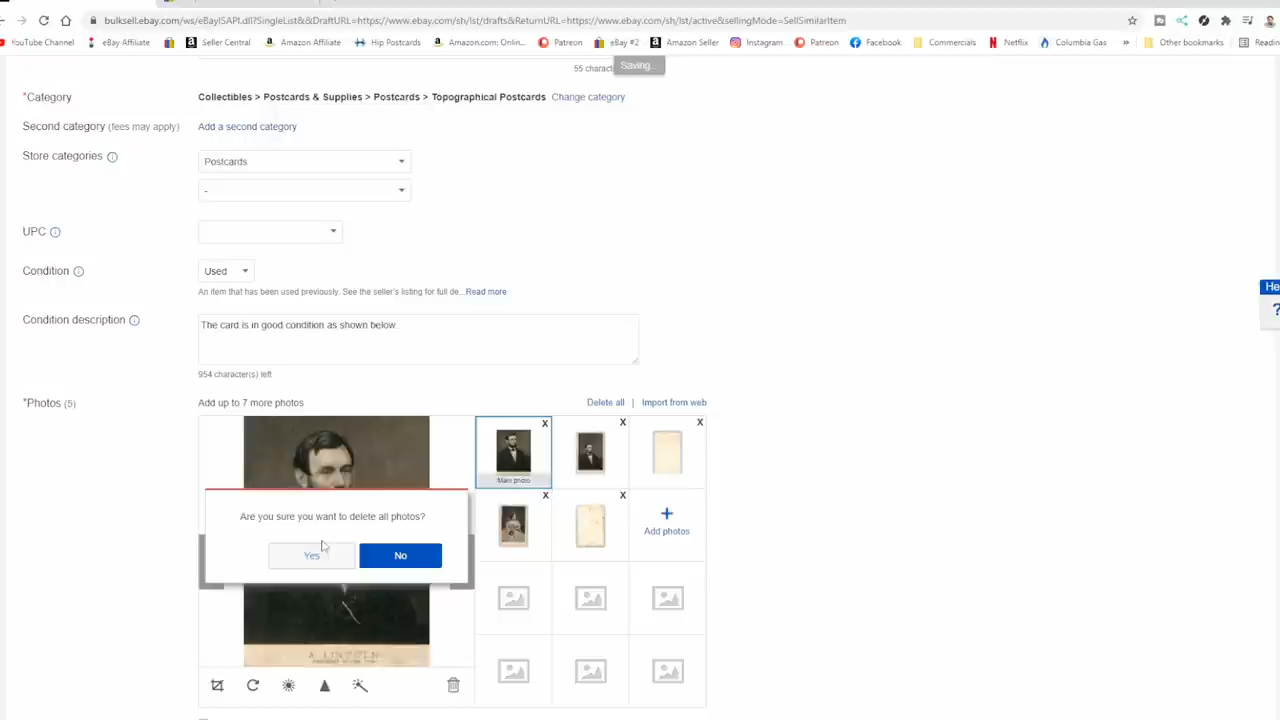 bulksell.ebay.com/ws/eBayISAPI.dll?SingleList&&DraftURL=https://www.ebay.com/sh/lst/drafts&ReturnURL=https://www.ebay.com/sh/lst/active&sellingMode=SellSimilarItem
YouTube Channel eBay Affiliate Seller Central Amazon Affiliate Hip Postcards Amazon.com: Onlin... Patreon eBay #2 Amazon Seller Instagram Patreon Facebook Commercials Netflix Columbia Gas » Other bookmarks
55 charact
Saving...
*Category Collectibles > Postcards & Supplies > Postcards > Topographical Postcards Change category
Second category (fees may apply) Add a second category
Store categories Postcards
-
UPC
Condition Used
An item that has been used previously. See the seller's listing for full de...Read more
Condition description The card is in good condition as shown below.
954 character(s) left
*Photos (5) Add up to 7 more photos Delete all | Import from web
X X X
Main photo
X X
Are you sure you want to delete all photos?
Yes No
+
Add photos
A. LINCOLN
He
?